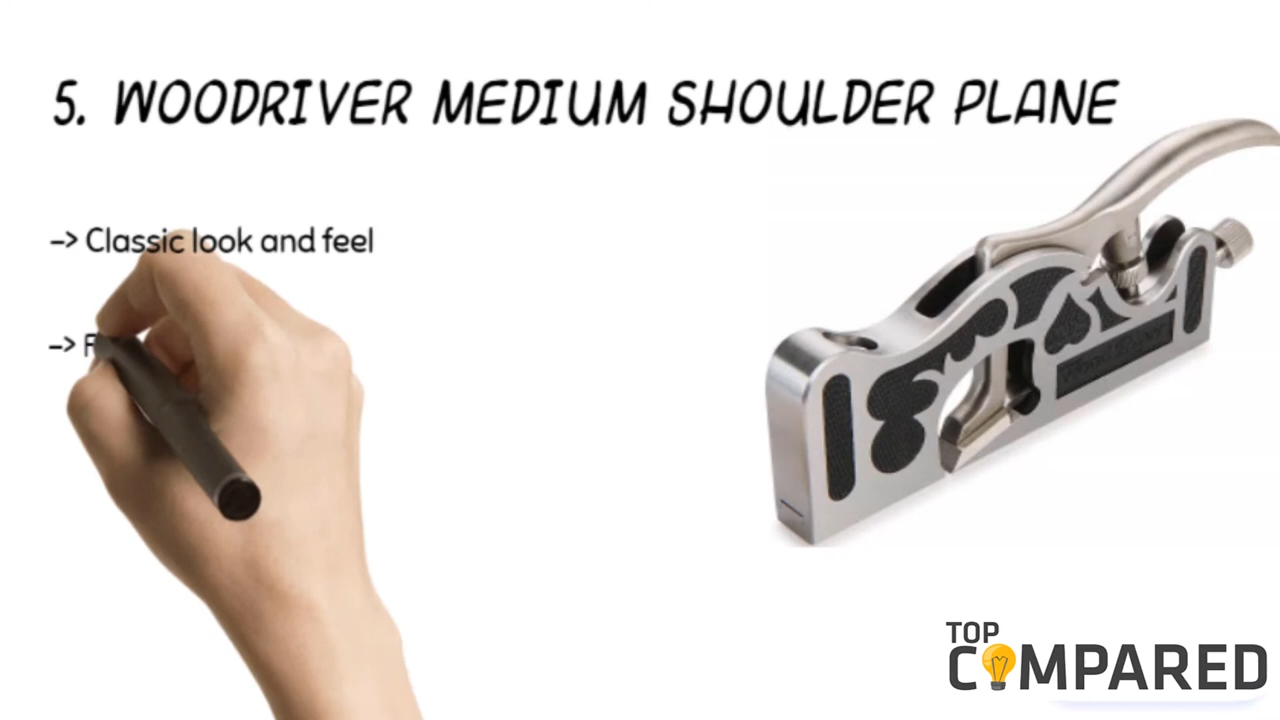 5. WOODRIVER MEDIUM SHOULDER PLANE
-> Classic look and feel
->
TOP
COMPARED